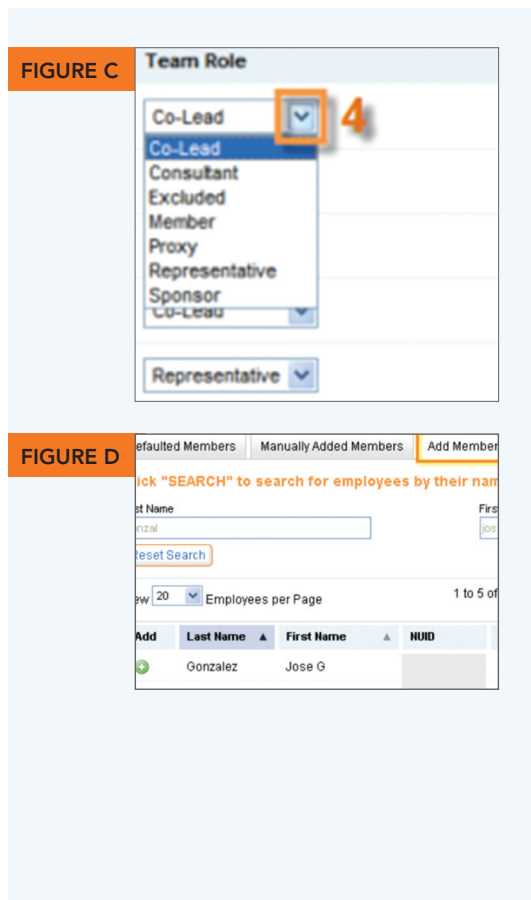 FIGURE C
Team Role
Co-Lead
4
Co-Lead
Consultant
Excluded
Member
Proxy
Representative
Sponsor
Co-Lead
Representative
FIGURE D
efaulted Members Manually Added Members Add Member
ick "SEARCH" to search for employees by their nam
st Name Firs
nzal jos
Reset Search
ew 20 Employees per Page 1 to 5 of
Add Last Name ▲ First Name ▲ NUID
Gonzalez Jose G